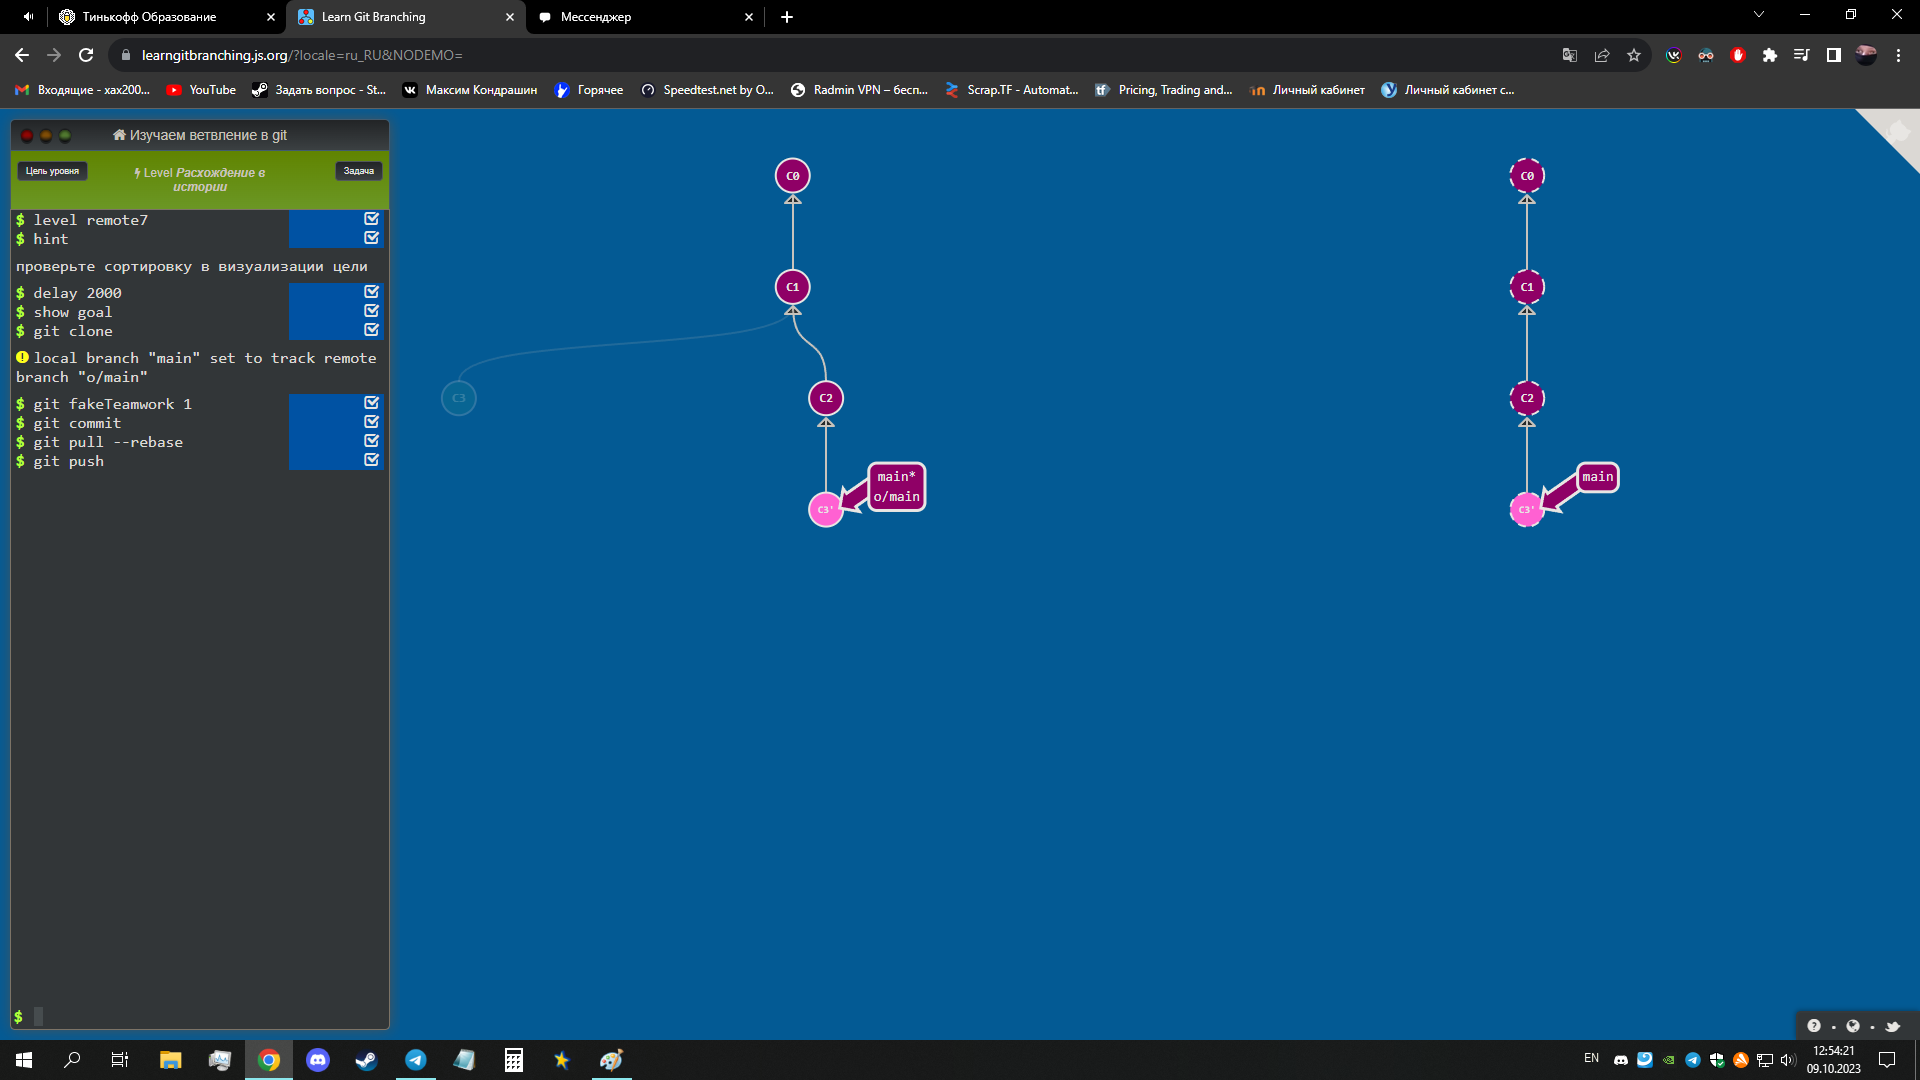 Тинькофф Образование
Learn Git Branching
Мессенджер
learngitbranching.js.org/?locale=ru_RU&NODEMO=
Входящие - xax200...
YouTube
Задать вопрос - St...
Максим Кондрашин
Горячее
Speedtest.net by O...
Radmin VPN – бесп...
Scrap.TF - Automat...
Pricing, Trading and...
Личный кабинет
Личный кабинет с...
Изучаем ветвление в git
Цель уровня
Level Расхождение в
истории
Задача
$ level remote7
$ hint
проверьте сортировку в визуализации цели
$ delay 2000
$ show goal
$ git clone
local branch "main" set to track remote
branch "o/main"
$ git fakeTeamwork 1
$ git commit
$ git pull --rebase
$ git push
$
C0
C1
C3
C2
main*
o/main
C3'
C0
C1
C2
main
C3'
EN
12:54:21
09.10.2023